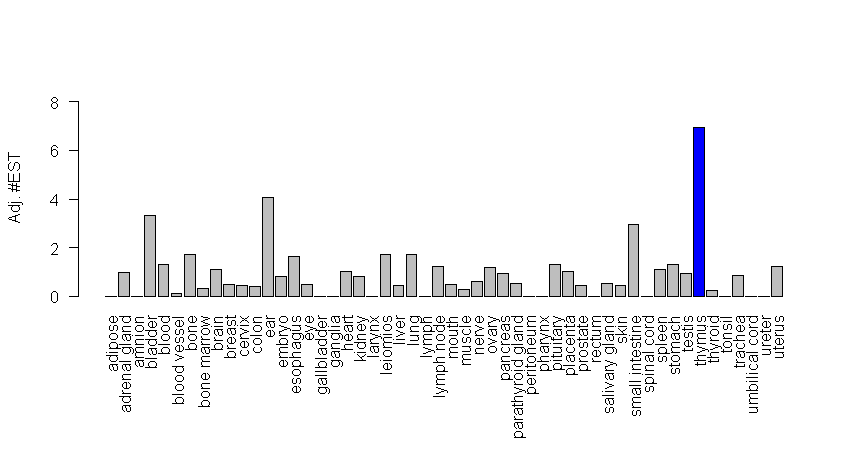 Adj. #EST
8
6
4
2
0
adipose
adrenal gland
amnion
bladder
blood
blood vessel
bone
bone marrow
brain
breast
cervix
colon
ear
embryo
esophagus
eye
gallbladder
ganglia
heart
kidney
larynx
leiomios
liver
lung
lymph
lymph node
mouth
muscle
nerve
ovary
pancreas
parathyroid gland
peritoneum
pharynx
pituitary
placenta
prostate
rectum
salivary gland
skin
small intestine
spinal cord
spleen
stomach
testis
thymus
thyroid
tonsil
trachea
umbilical cord
ureter
uterus